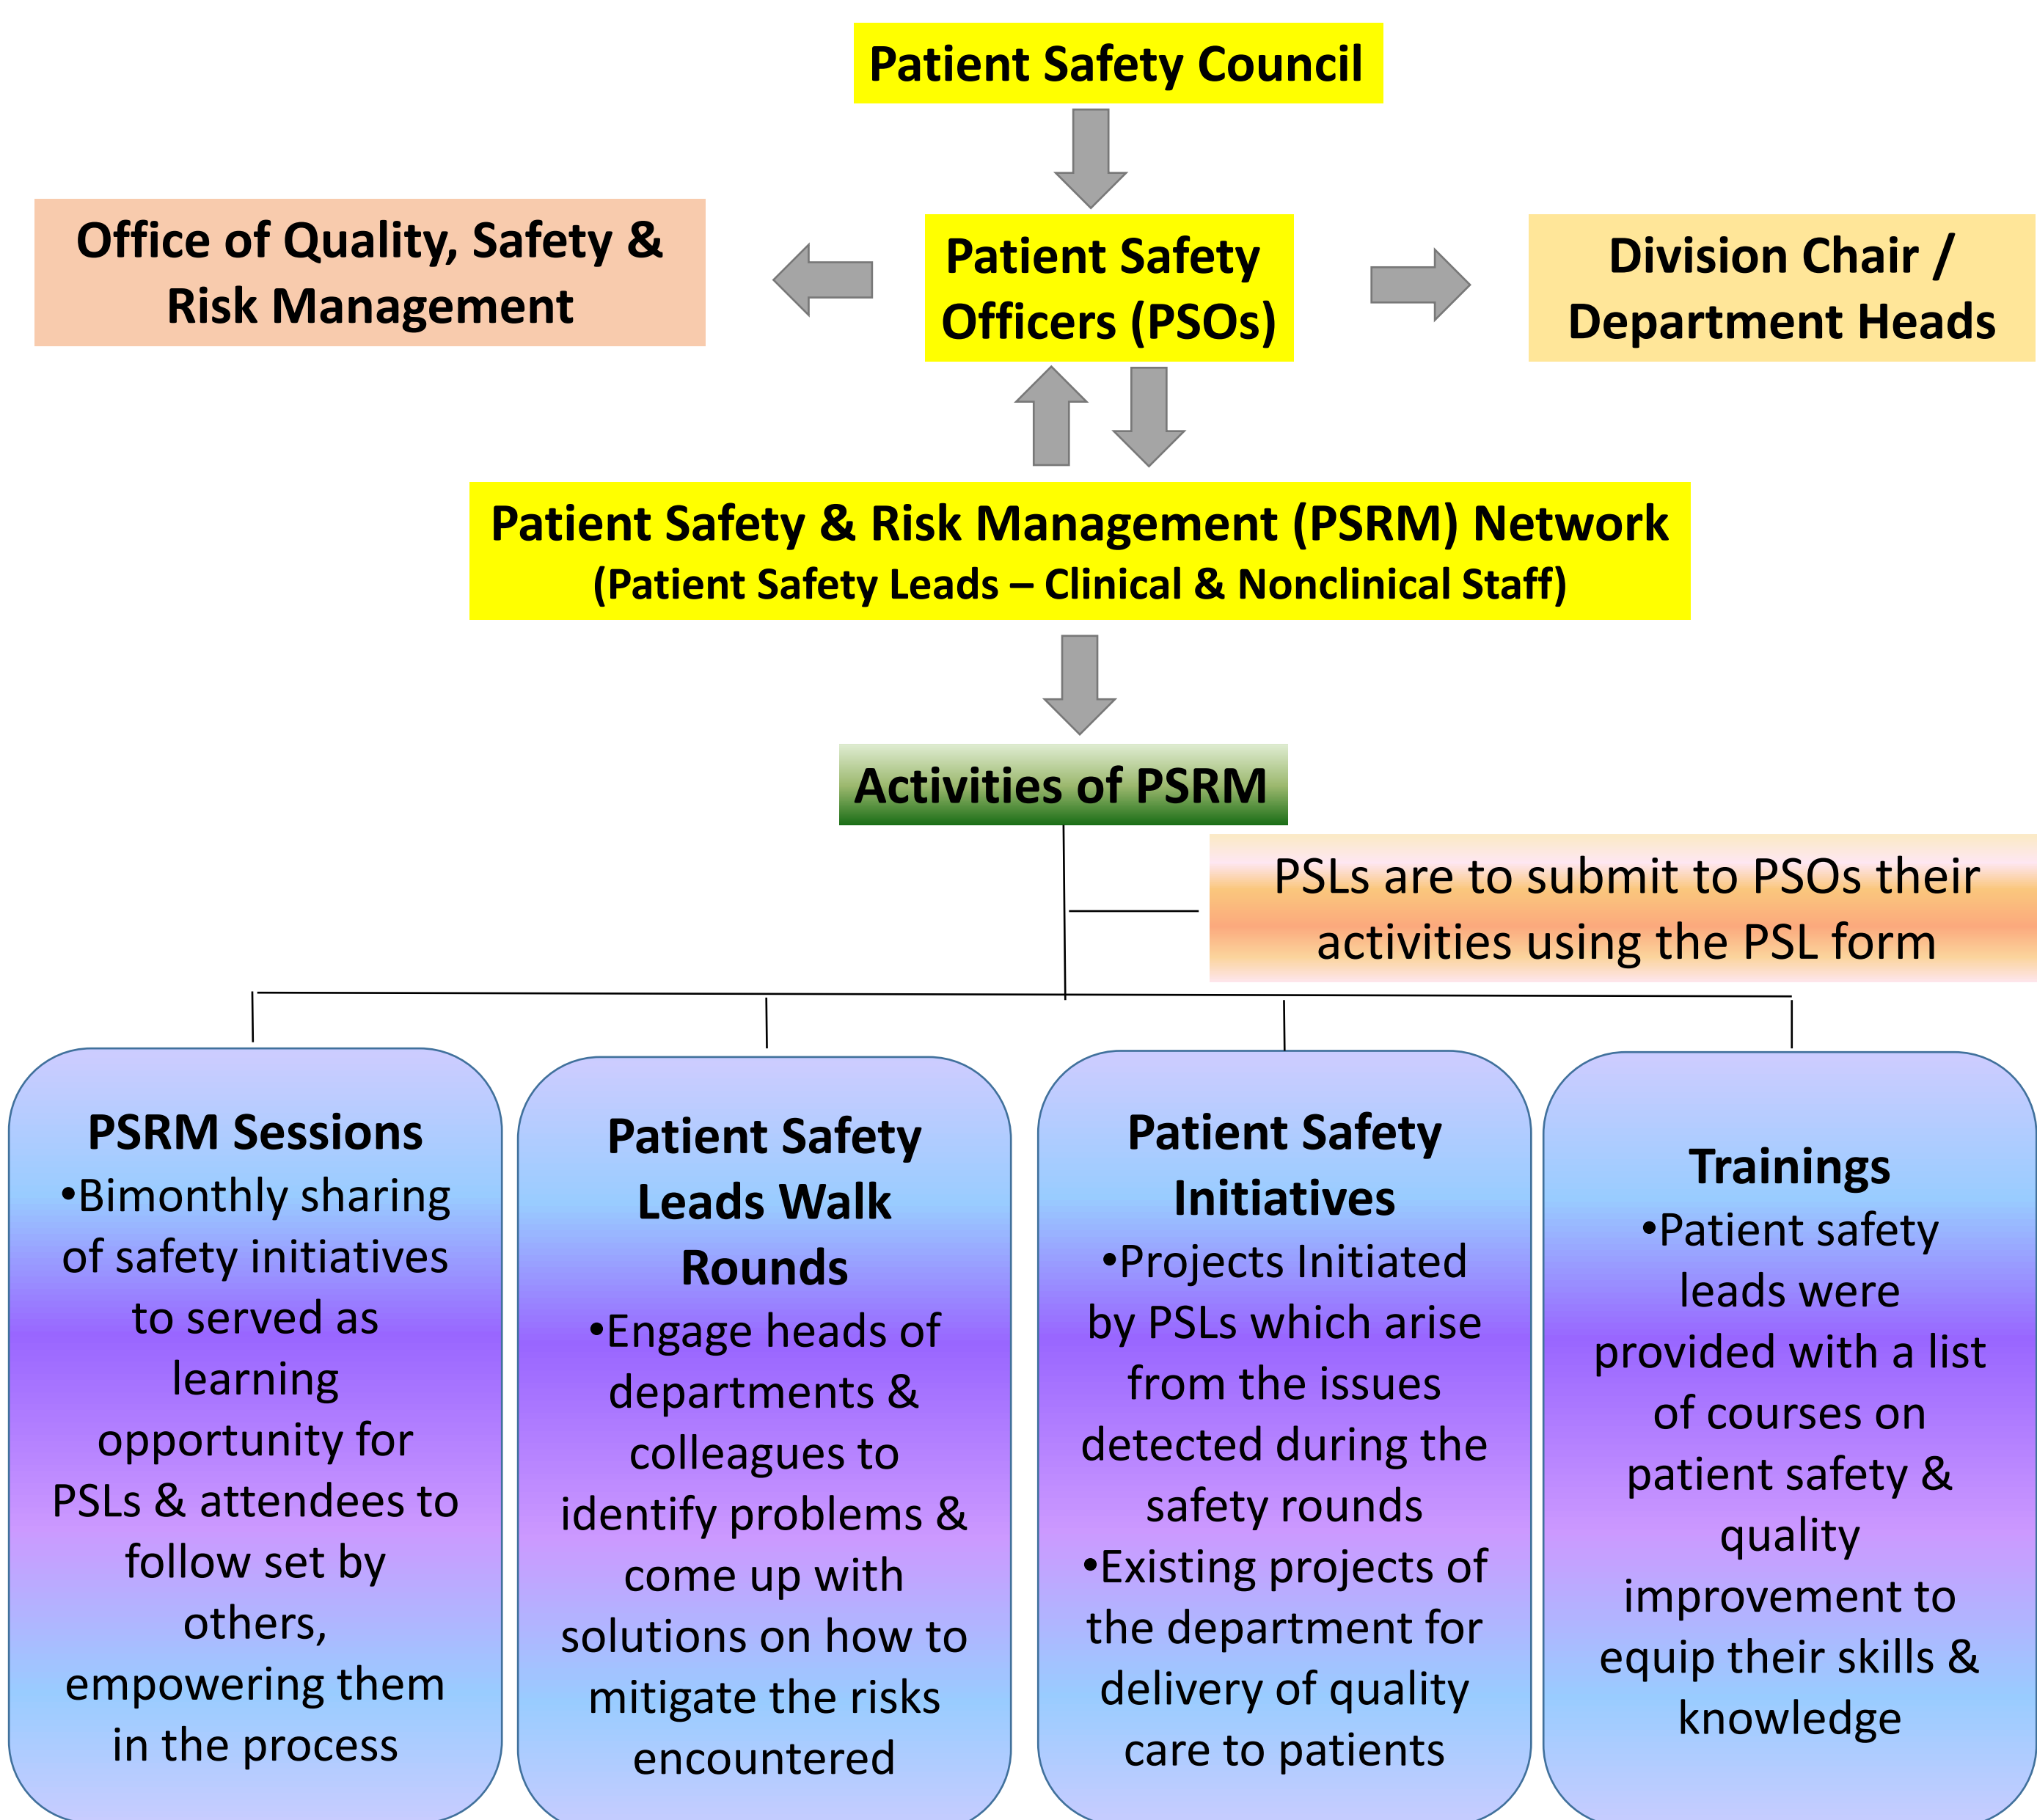 Patient Safety Council
Office of Quality, Safety &
Risk Management
Patient Safety
Officers (PSOs)
Division Chair /
Department Heads
Patient Safety & Risk Management (PSRM) Network
(Patient Safety Leads – Clinical & Nonclinical Staff)
Activities of PSRM
PSLs are to submit to PSOs their
activities using the PSL form
PSRM Sessions
•Bimonthly sharing
of safety initiatives
to served as
learning
opportunity for
PSLs & attendees to
follow set by
others,
empowering them
in the process
Patient Safety
Leads Walk
Rounds
•Engage heads of
departments &
colleagues to
identify problems &
come up with
solutions on how to
mitigate the risks
encountered
Patient Safety
Initiatives
•Projects Initiated
by PSLs which arise
from the issues
detected during the
safety rounds
•Existing projects of
the department for
delivery of quality
care to patients
Trainings
•Patient safety
leads were
provided with a list
of courses on
patient safety &
quality
improvement to
equip their skills &
knowledge